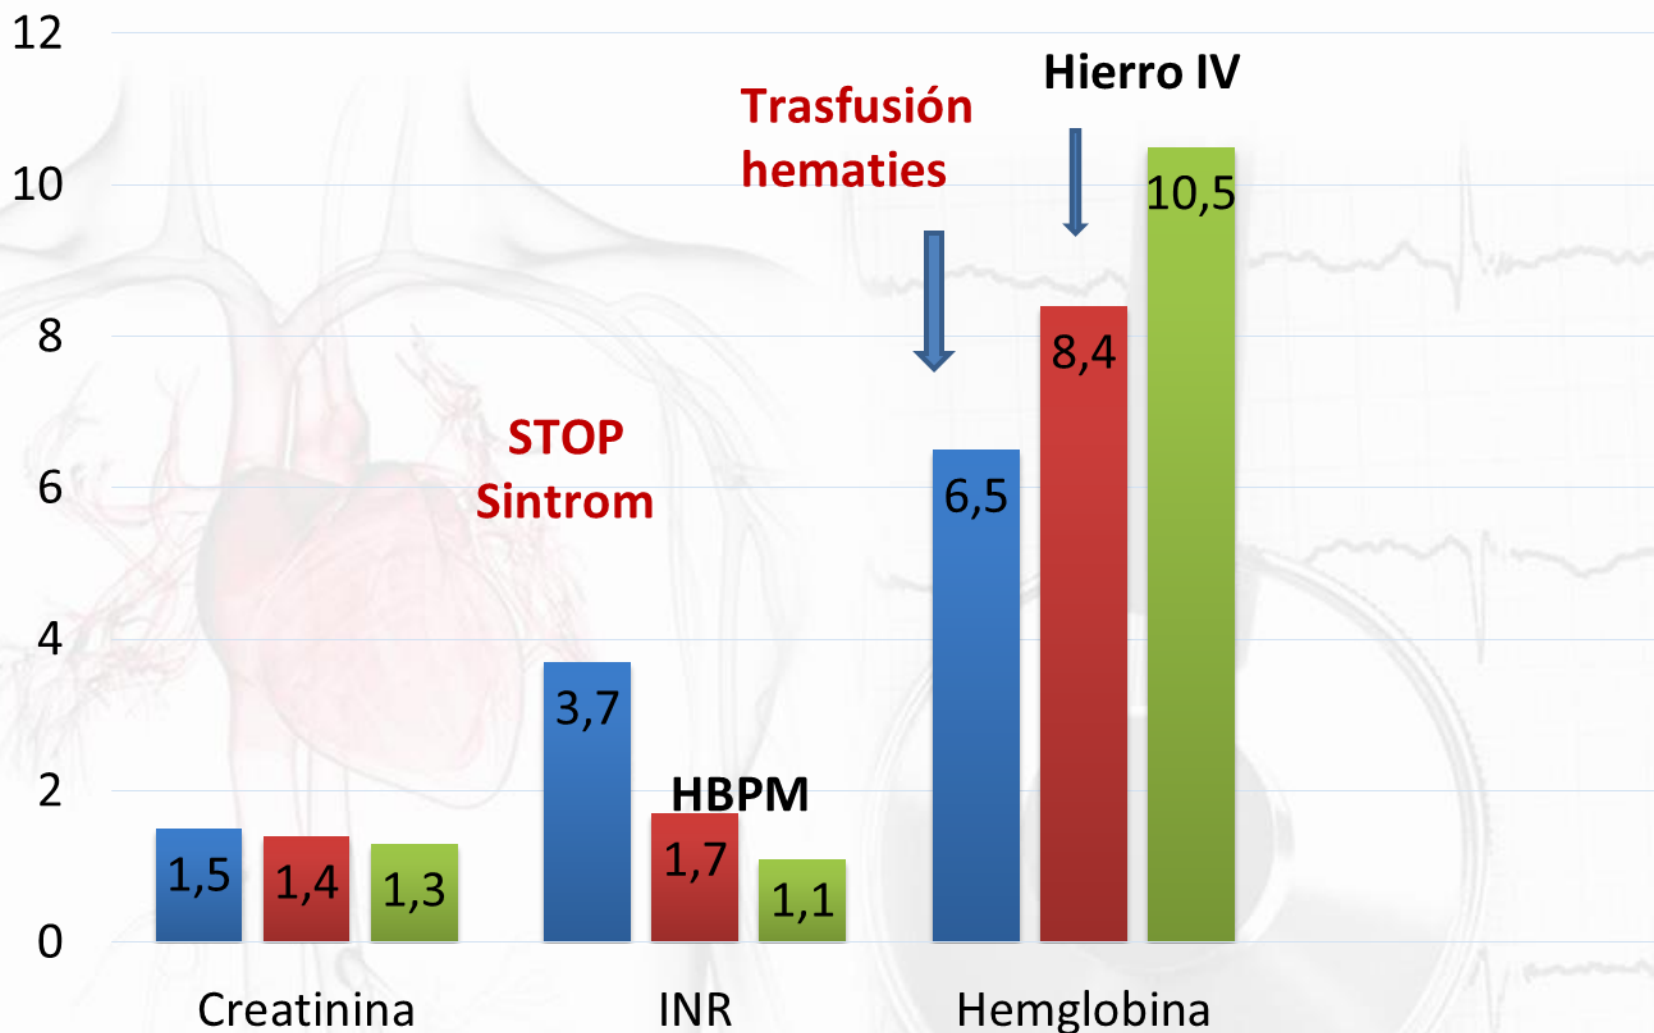 12
10
8
6
4
2
0
Trasfusión
hematies
Hierro IV
STOP
Sintrom
HBPM
1,5
1,4
1,3
3,7
1,7
1,1
6,5
8,4
10,5
Creatinina
INR
Hemglobina